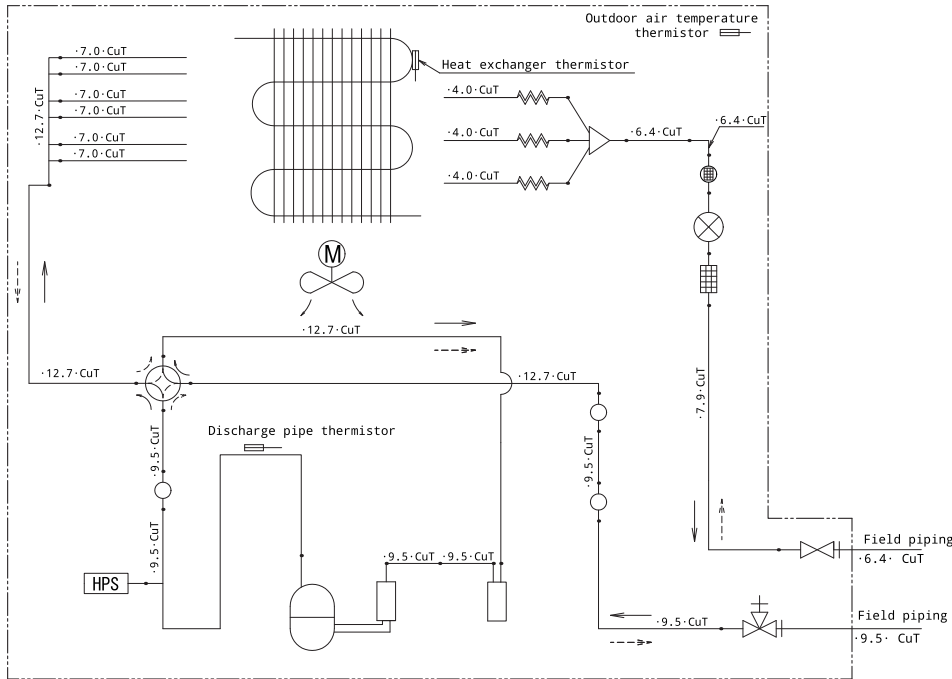 Outdoor air temperature
thermistor
·7.0·CuT
·7.0·CuT
·7.0·CuT
·7.0·CuT
·7.0·CuT
·7.0·CuT
·12.7·CuT
Heat exchanger thermistor
·4.0·CuT
·4.0·CuT
·4.0·CuT
·6.4·CuT
·6.4·CuT
M
·12.7·CuT
·12.7·CuT
·12.7·CuT
·7.9·CuT
Discharge pipe thermistor
·9.5·CuT
·9.5·CuT
·9.5·CuT
·9.5·CuT ·9.5·CuT
HPS
Field piping
·6.4· CuT
Field piping
·9.5·CuT
·9.5· CuT